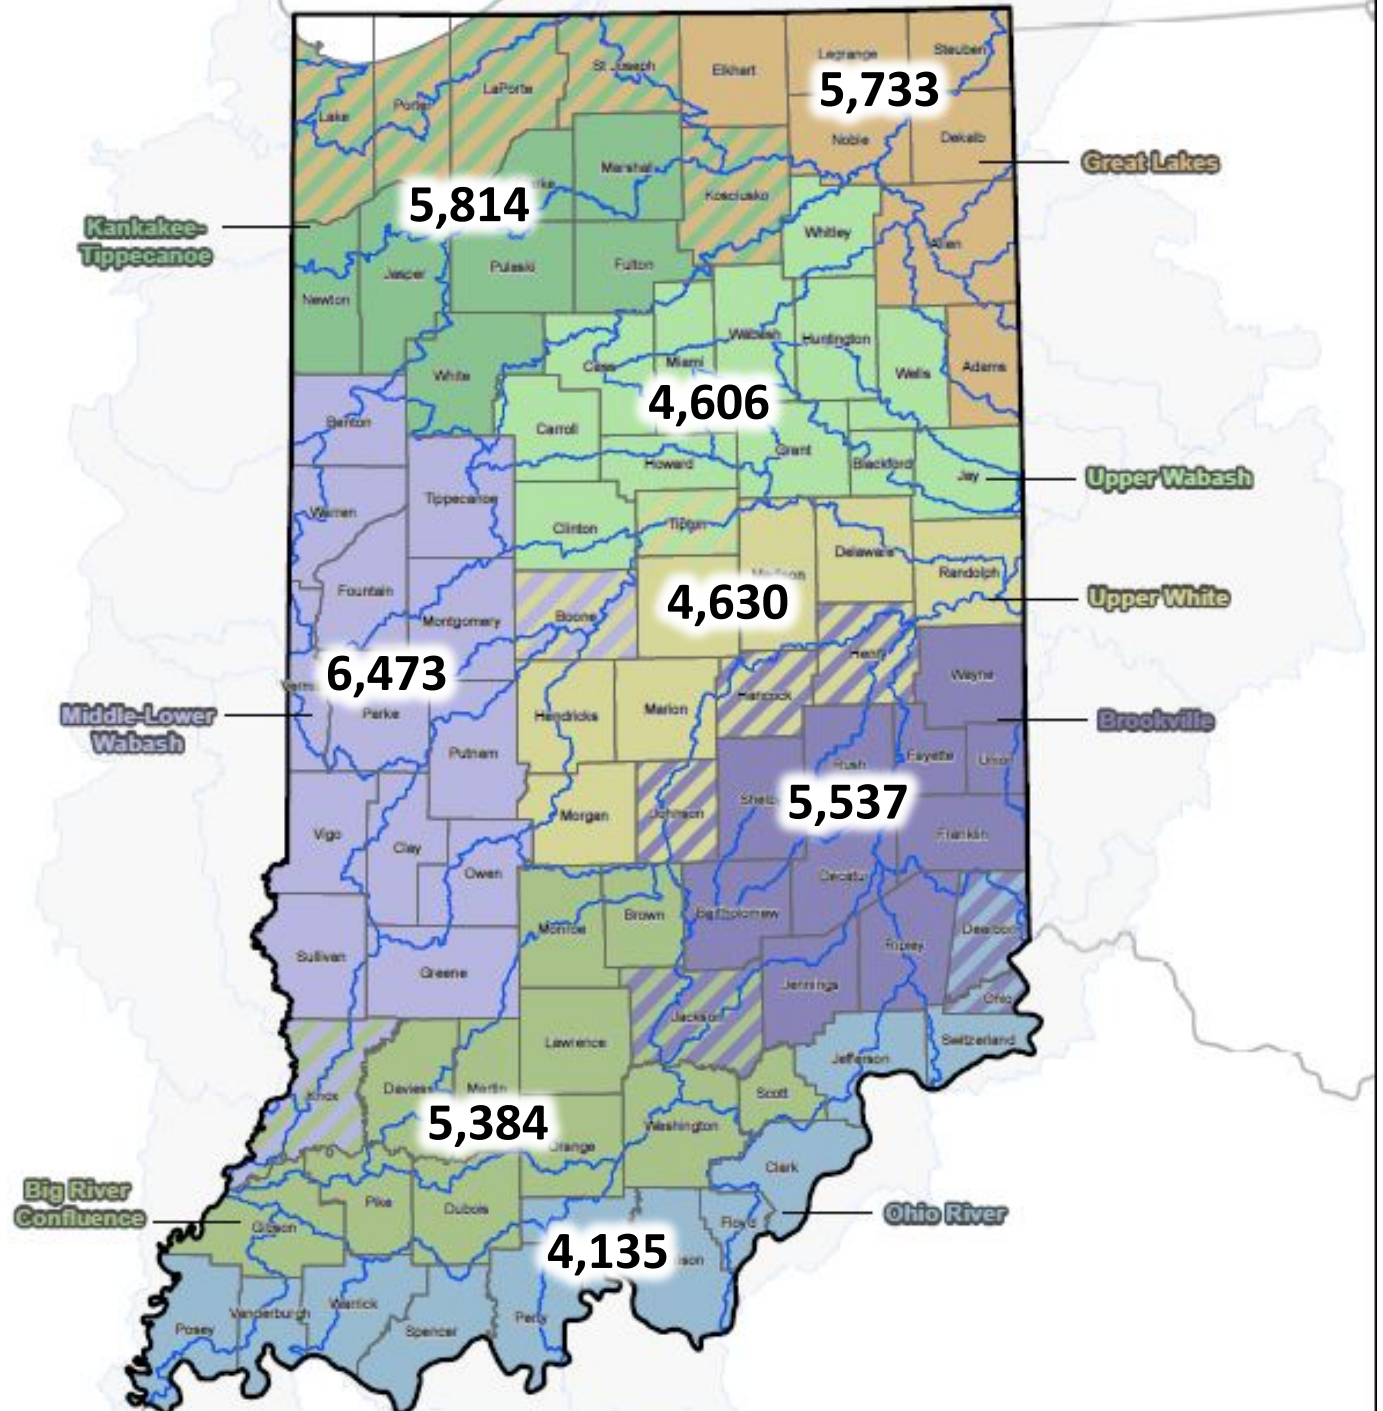 Lagrange
Steuben
St Joseph
Elkhart
5,733
LaPorte
Porter
Lake
Noble
Dekalb
Great Lakes
Marshall
Kosciusko
5,814
Kankakee-
Tippecanoe
Whitley
Allen
Jasper
Pulaski
Fulton
Newton
Wabash
Huntington
Cass
Miami
Wells
Adams
White
4,606
Benton
Carroll
Grant
Howard
Blackford
Jay
Upper Wabash
Tippecanoe
Warren
Clinton
Tipton
Delaware
Randolph
Fountain
Boone
4,630
Upper White
Montgomery
Henry
6,473
Wayne
Hancock
Middle-Lower
Wabash
Parke
Hendricks
Marion
Brookville
Putnam
Rush
Fayette
Union
5,537
Vigo
Morgan
Johnson
Franklin
Clay
Owen
Decatur
Monroe
Brown
Bartholomew
Dearborn
Ripley
Sullivan
Greene
Jennings
Ohio
Jackson
Lawrence
Switzerland
Jefferson
Knox
Daviess
Martin
Scott
5,384
Washington
Orange
Clark
Big River
Confluence
Pike
Dubois
Gibson
Floyd
Ohio River
4,135
Posey
Vanderburgh
Warrick
Spencer
Perry